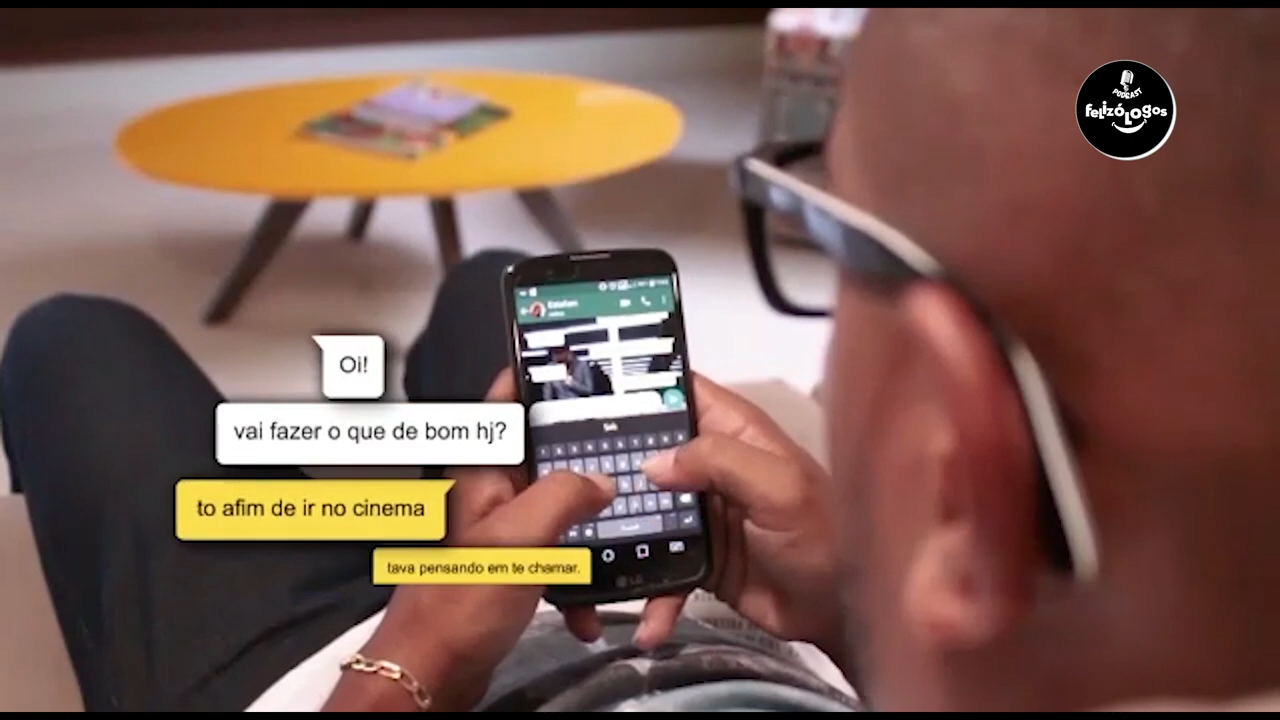 PODCAST
felizólogos
Oi!
vai fazer o que de bom hj?
to afim de ir no cinema
tava pensando em te chamar.
LG